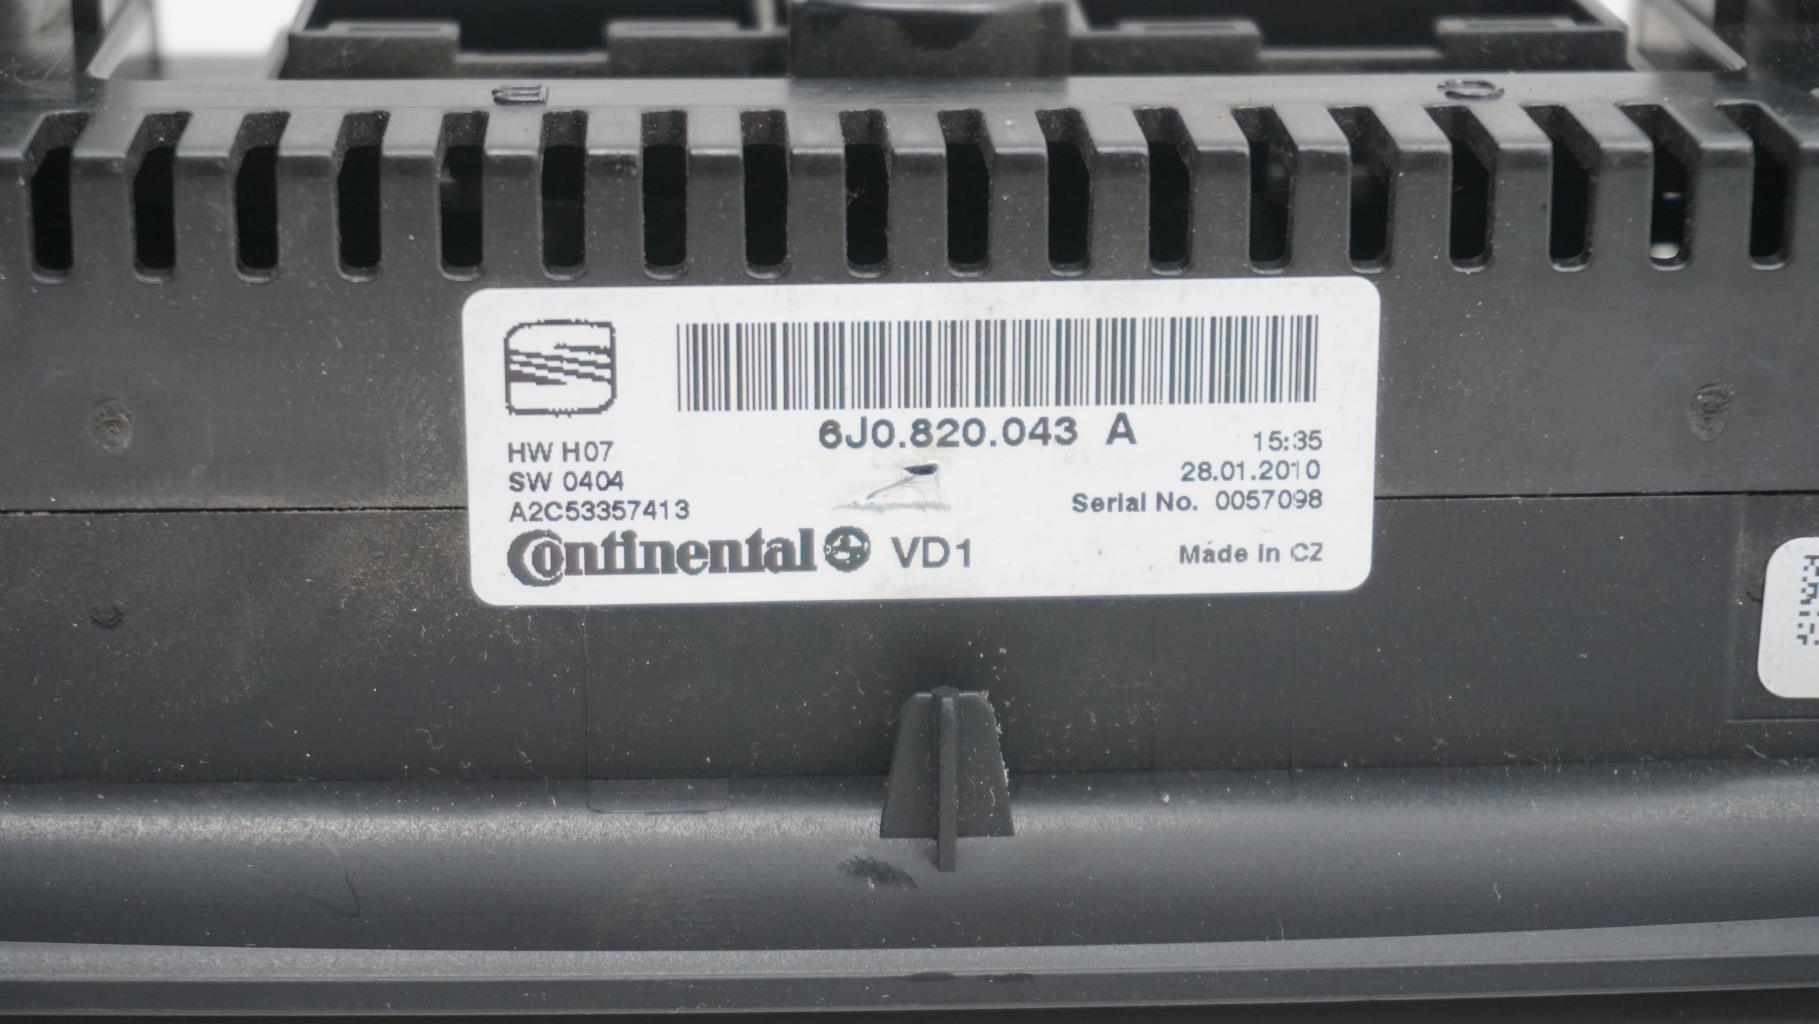 6J0.820.043 A
HW H07
15:35
SW 0404
28.01.2010
A2C53357413
Serial No. 0057098
Continental VD1
Made in CZ